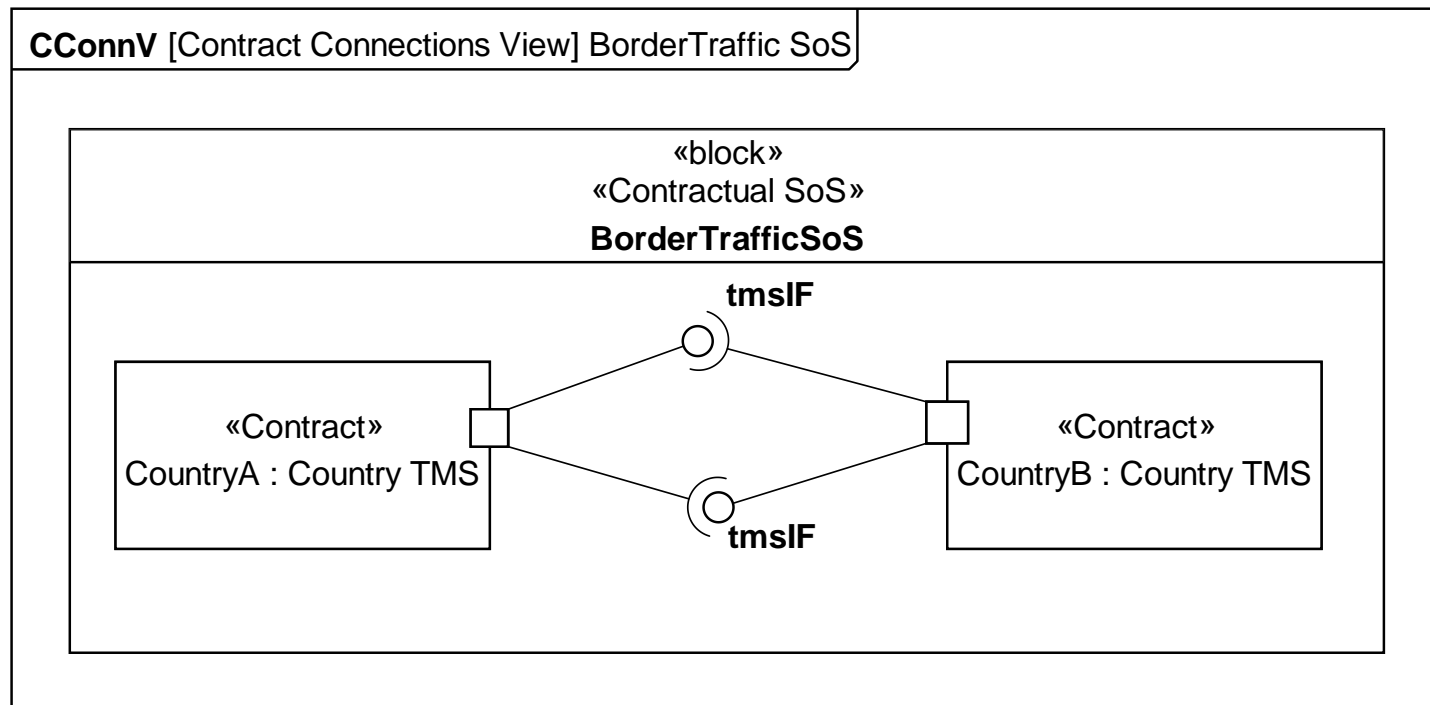 CConnV [Contract Connections View] BorderTraffic SoS
«block»
«Contractual SoS»
BorderTrafficSoS
tmsIF
«Contract»
CountryA : Country TMS
«Contract»
CountryB : Country TMS
tmsIF